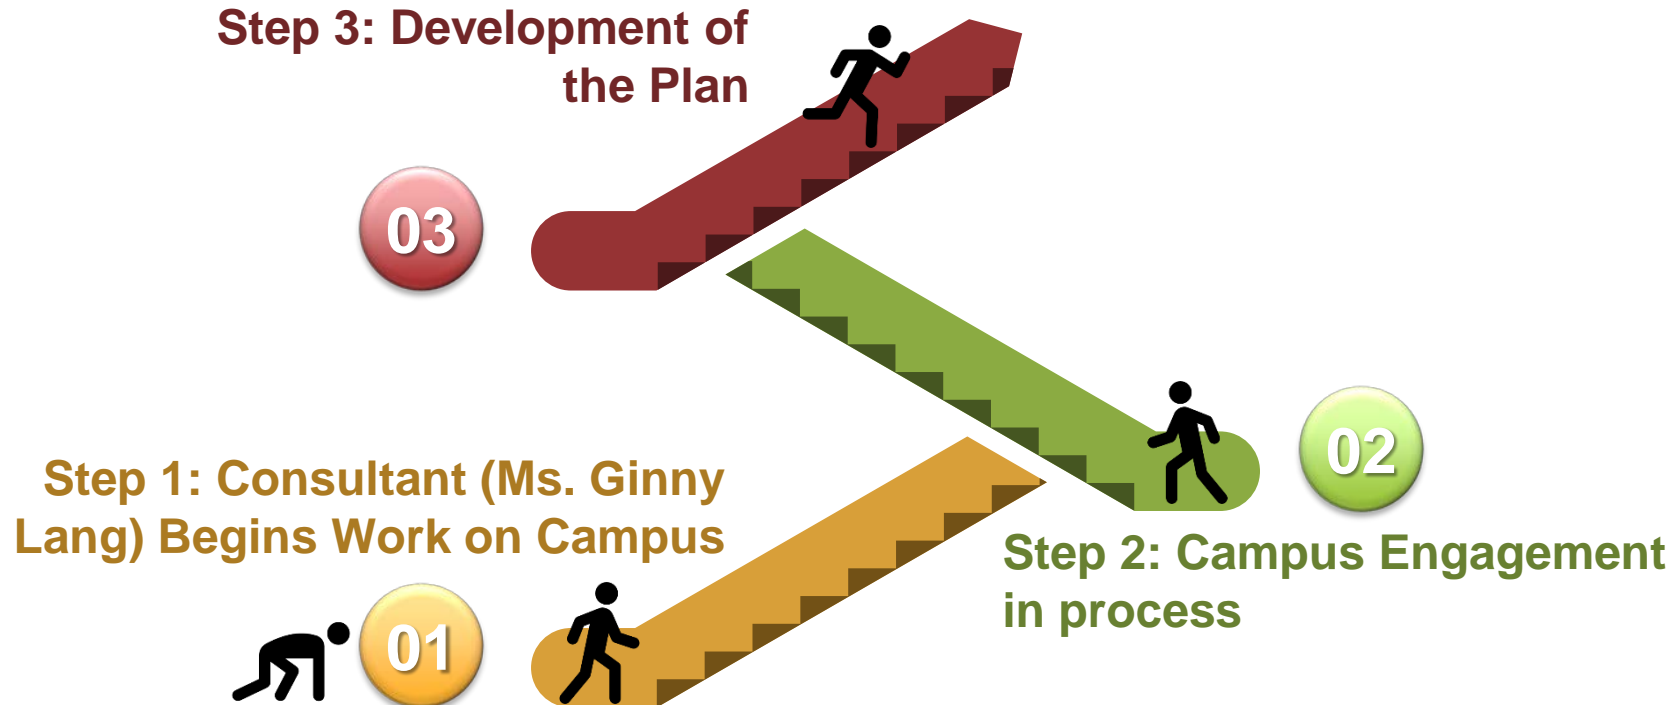 Step 3: Development of
the Plan
03
02
Step 1: Consultant (Ms. Ginny
Lang) Begins Work on Campus
Step 2: Campus Engagement
in process
01